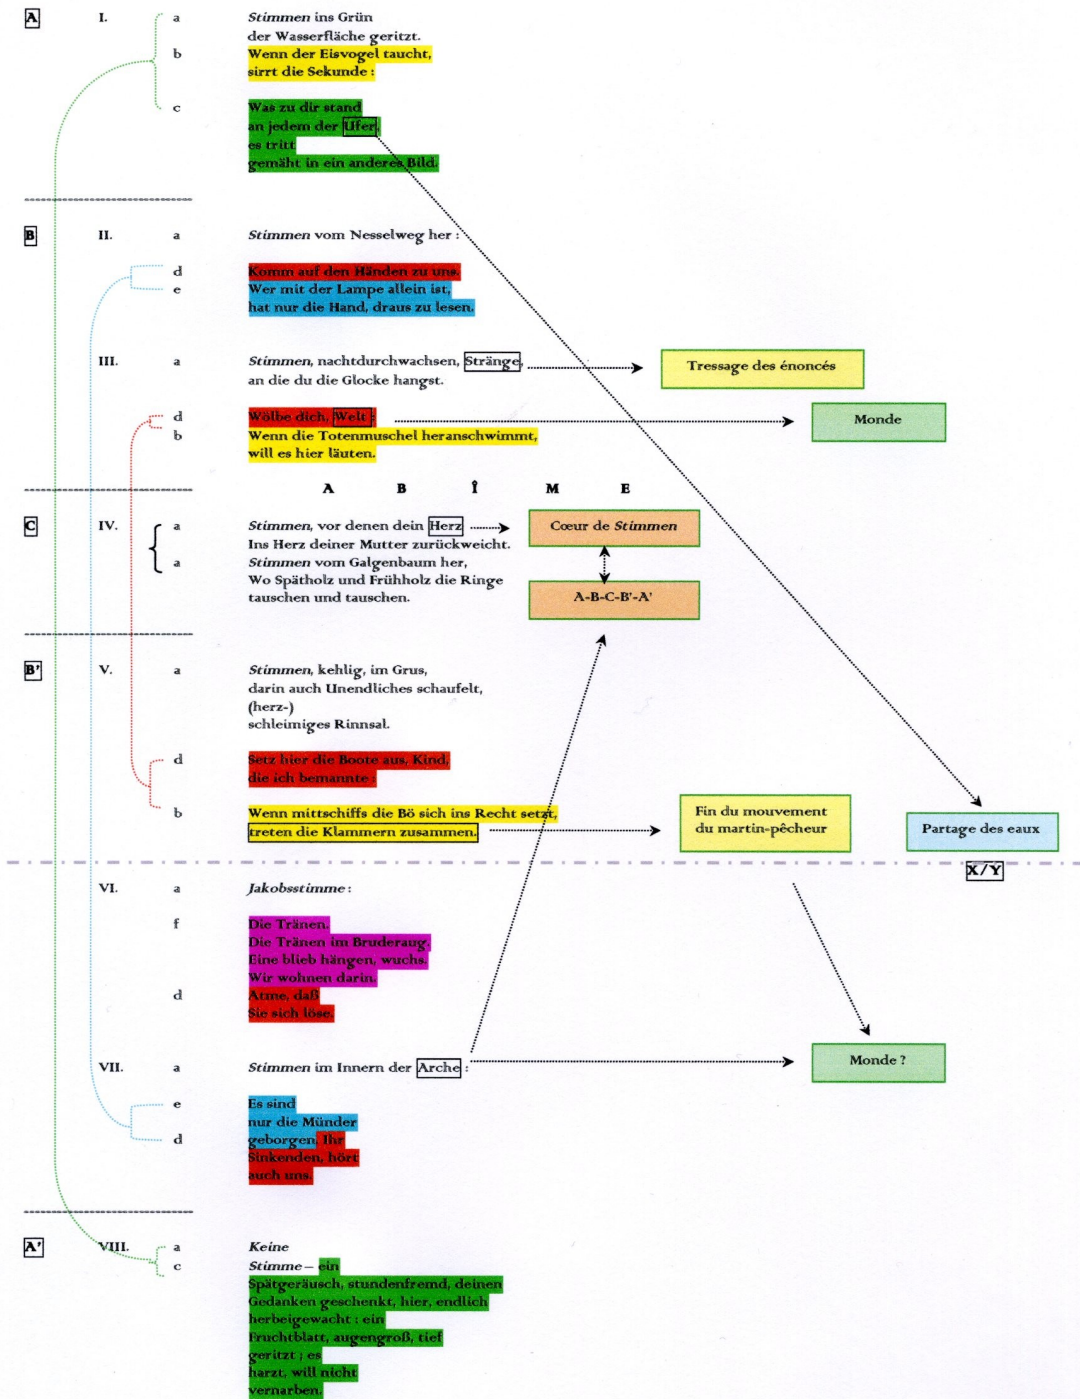 A I. a Stimmen ins Grün
der Wasserfläche geritzt.
b Wenn der Eisvogel taucht,
sirrt die Sekunde :
c Was zu dir stand
an jedem der Ufer,
es tritt
gemäht in ein anderes Bild.
B II. a Stimmen vom Nesselweg her :
d Komm auf den Händen zu uns.
e Wer mit der Lampe allein ist,
hat nur die Hand, draus zu lesen.
III. a Stimmen, nachtdurchwachsen, Stränge,
an die du die Glocke hangst.
Tressage des énoncés
d Wölbe dich, Welt :
Monde
b Wenn die Totenmuschel heranschwimmt,
will es hier läuten.
A B Î M E
C IV. a Stimmen, vor denen dein Herz
Ins Herz deiner Mutter zurückweicht.
Cœur de Stimmen
a Stimmen vom Galgenbaum her,
Wo Spätholz und Frühholz die Ringe
tauschen und tauschen.
A-B-C-B'-A'
B' V. a Stimmen, kehlig, im Grus,
darin auch Unendliches schaufelt,
(herz-)
schleimiges Rinnsal.
d Setz hier die Boote aus, Kind,
die ich bemannte :
b Wenn mittschiffs die Bö sich ins Recht setzt,
treten die Klammern zusammen.
Fin du mouvement
du martin-pêcheur
Partage des eaux
X/Y
VI. a Jakobsstimme :
f Die Tränen.
Die Tränen im Bruderaug.
Eine blieb hängen, wuchs.
Wir wohnen darin.
d Atme, daß
Sie sich löse.
VII. a Stimmen im Innern der Arche :
Monde ?
e Es sind
nur die Münder
d geborgen. Ihr
Sinkenden, hört
auch uns.
A' VIII. a Keine
c Stimme – ein
Spätgeräusch, stundenfremd, deinen
Gedanken geschenkt, hier, endlich
herbeigewacht : ein
Fruchtblatt, augengroß, tief
geritzt ; es
harzt, will nicht
vernarben.